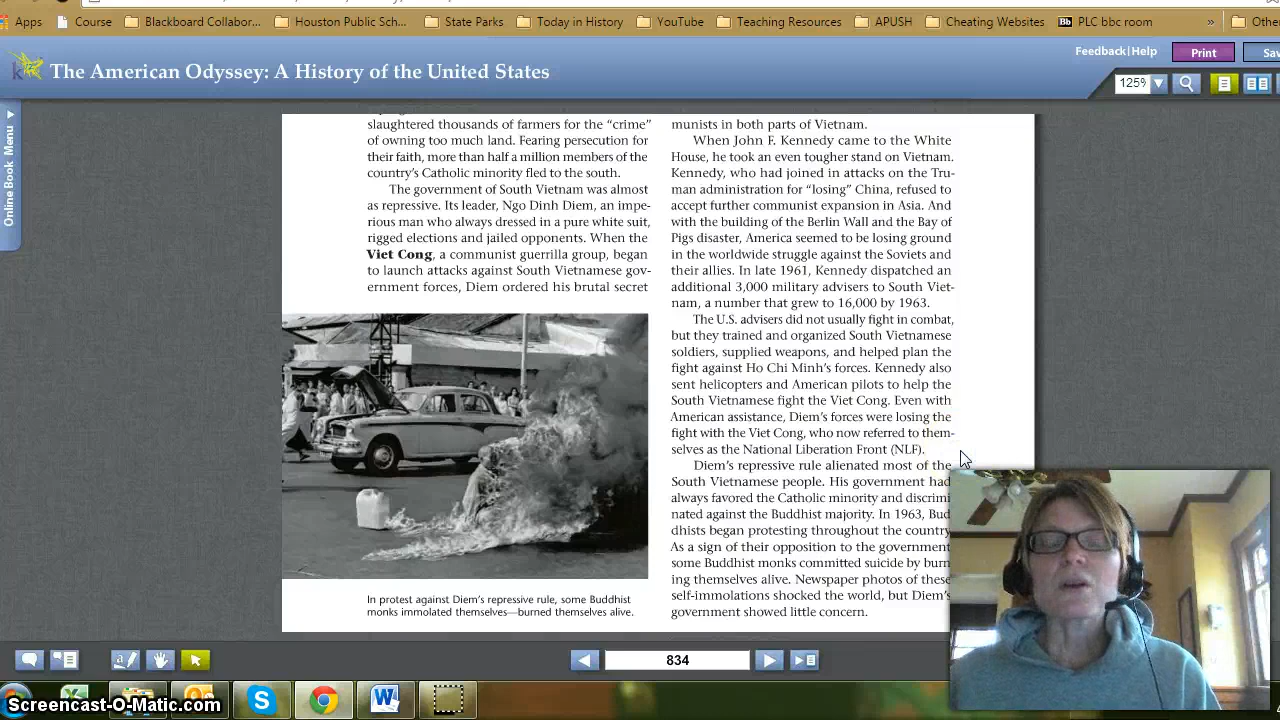 Apps
Course
Blackboard Collabor...
Houston Public Sch...
State Parks
Today in History
YouTube
Teaching Resources
APUSH
Cheating Websites
Bb
PLC bbc room
»
Other
Feedback|Help
Print
Sav
The American Odyssey: A History of the United States
125%
Online Book Menu
slaughtered thousands of farmers for the “crime”
of owning too much land. Fearing persecution for
their faith, more than half a million members of the
country’s Catholic minority fled to the south.
The government of South Vietnam was almost
as repressive. Its leader, Ngo Dinh Diem, an impe-
rious man who always dressed in a pure white suit,
rigged elections and jailed opponents. When the
Viet Cong, a communist guerrilla group, began
to launch attacks against South Vietnamese gov-
ernment forces, Diem ordered his brutal secret
In protest against Diem’s repressive rule, some Buddhist
monks immolated themselves—burned themselves alive.
munists in both parts of Vietnam.
When John F. Kennedy came to the White
House, he took an even tougher stand on Vietnam.
Kennedy, who had joined in attacks on the Tru-
man administration for “losing” China, refused to
accept further communist expansion in Asia. And
with the building of the Berlin Wall and the Bay of
Pigs disaster, America seemed to be losing ground
in the worldwide struggle against the Soviets and
their allies. In late 1961, Kennedy dispatched an
additional 3,000 military advisers to South Viet-
nam, a number that grew to 16,000 by 1963.
The U.S. advisers did not usually fight in combat,
but they trained and organized South Vietnamese
soldiers, supplied weapons, and helped plan the
fight against Ho Chi Minh’s forces. Kennedy also
sent helicopters and American pilots to help the
South Vietnamese fight the Viet Cong. Even with
American assistance, Diem’s forces were losing the
fight with the Viet Cong, who now referred to them-
selves as the National Liberation Front (NLF).
Diem’s repressive rule alienated most of the
South Vietnamese people. His government had
always favored the Catholic minority and discrimi
nated against the Buddhist majority. In 1963, Bud
dhists began protesting throughout the country
As a sign of their opposition to the government
some Buddhist monks committed suicide by burn
ing themselves alive. Newspaper photos of these
self-immolations shocked the world, but Diem’s
government showed little concern.
834
Screencast-O-Matic.com